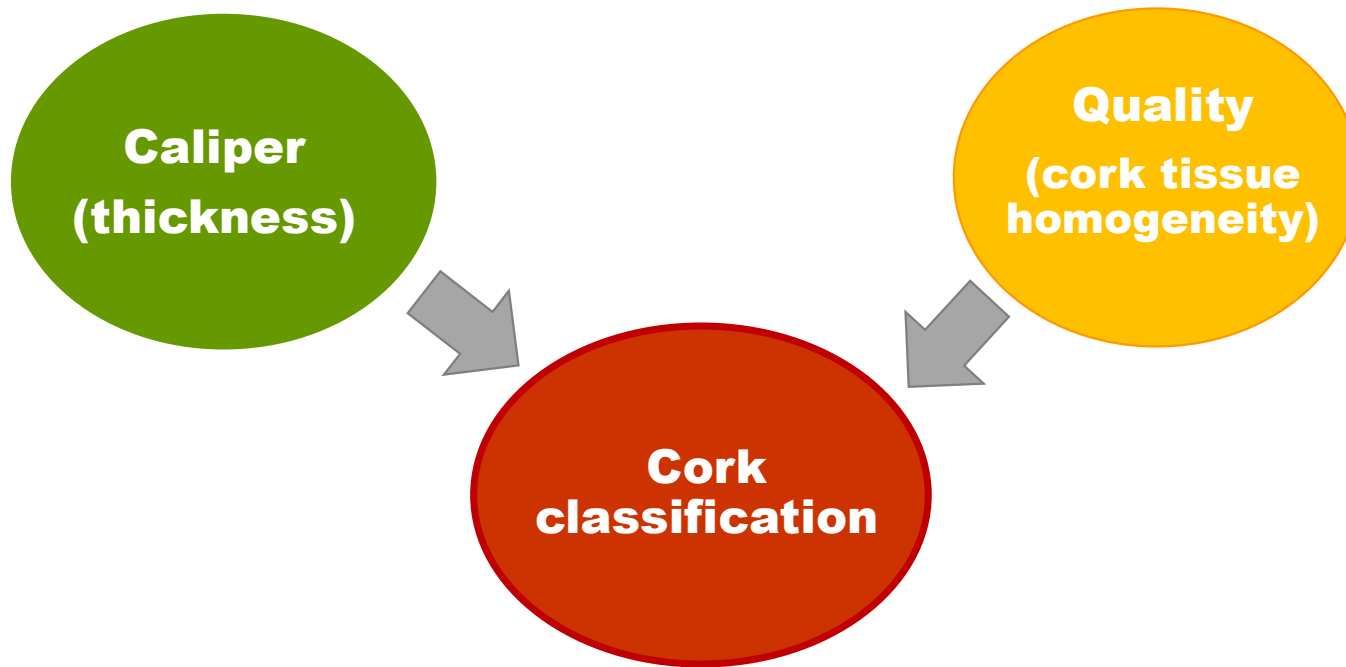 Caliper
(thickness)
Quality
(cork tissue
homogeneity)
Cork
classification